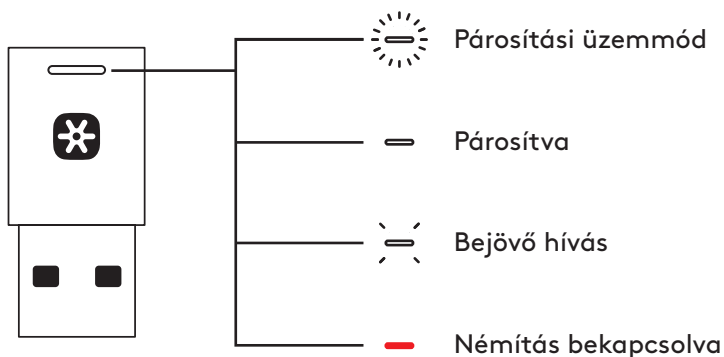 Párosítási üzemmód
Párosítva
Bejövő hívás
Némítás bekapcsolva